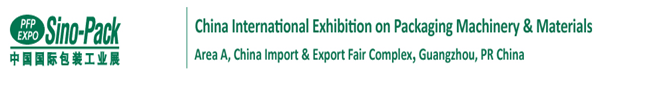 PFP
EXPO
Sino-Pack
中国国际包装工业展
China International Exhibition on Packaging Machinery & Materials
Area A, China Import & Export Fair Complex, Guangzhou, PR China